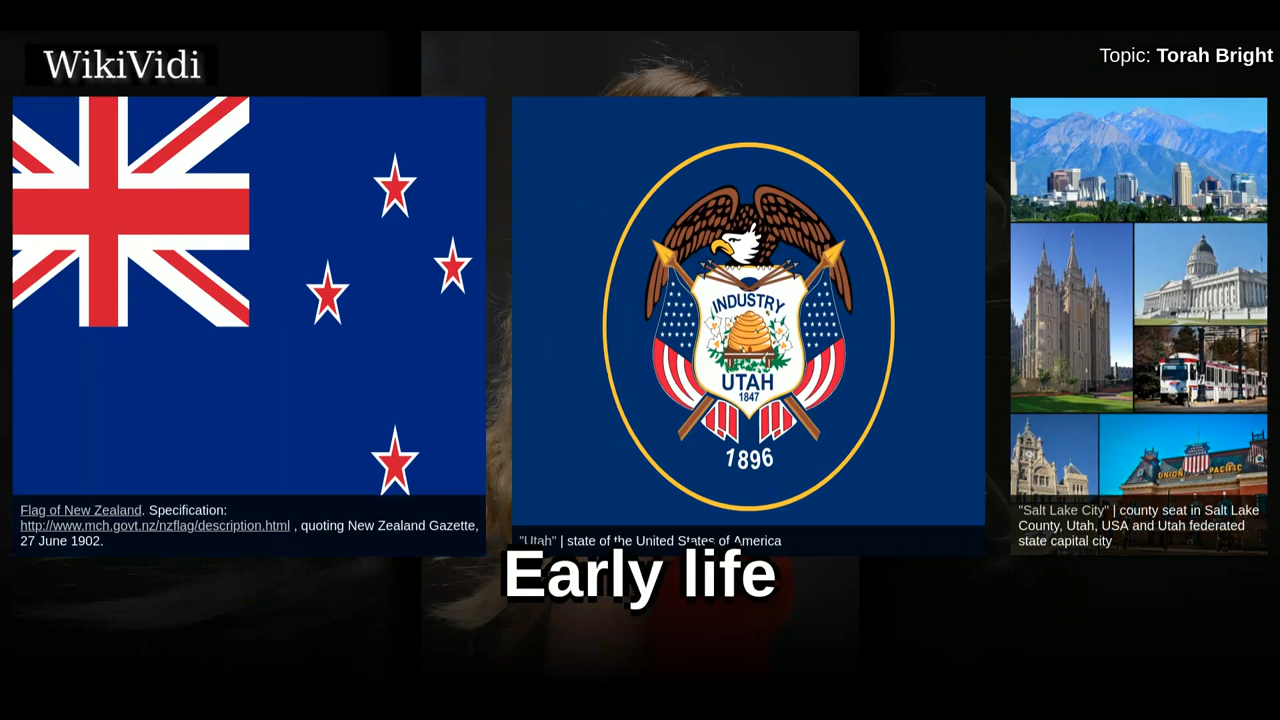 WikiVidi
Topic: Torah Bright
INDUSTRY
UTAH
1847
1896
UNION PACIFIC
Flag of New Zealand. Specification:
http://www.mch.govt.nz/nzflag/description.html , quoting New Zealand Gazette,
27 June 1902.
"Utah" | state of the United States of America
"Salt Lake City" | county seat in Salt Lake
County, Utah, USA and Utah federated
state capital city
Early life